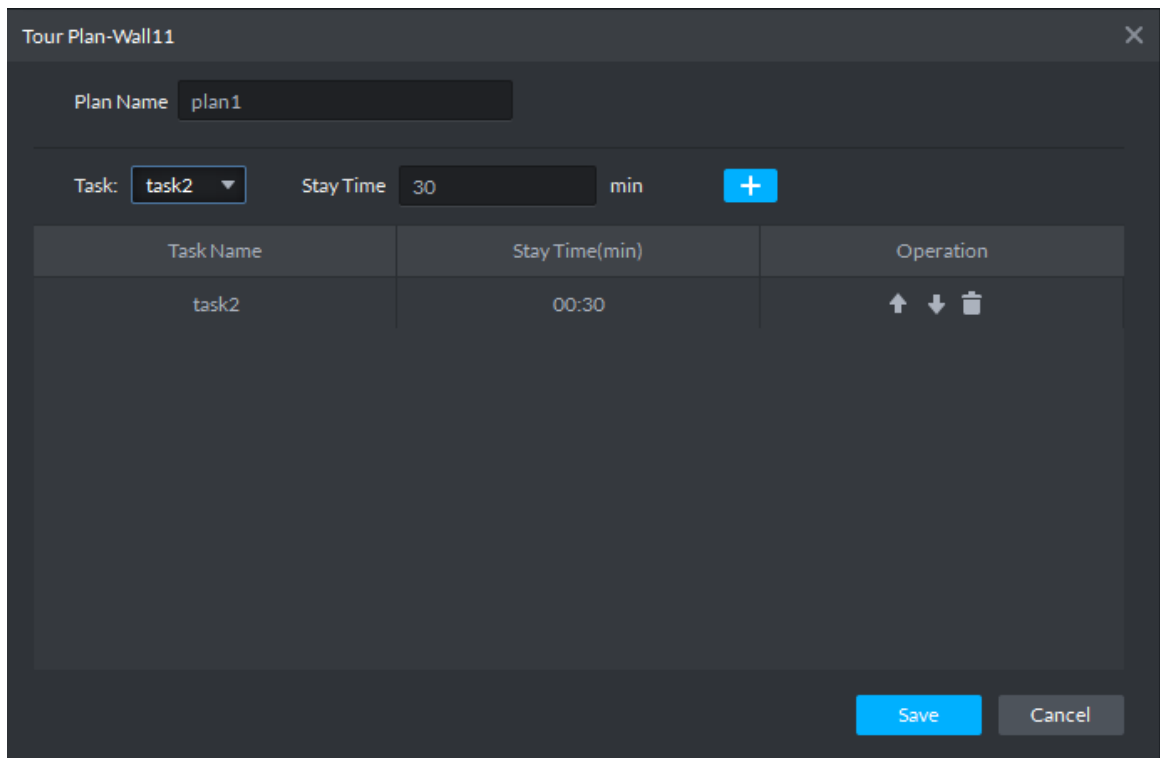 Tour Plan-Wall11
Plan Name plan1
Task: task2 Stay Time 30 min
Task Name Stay Time(min) Operation
task2 00:30
Save Cancel